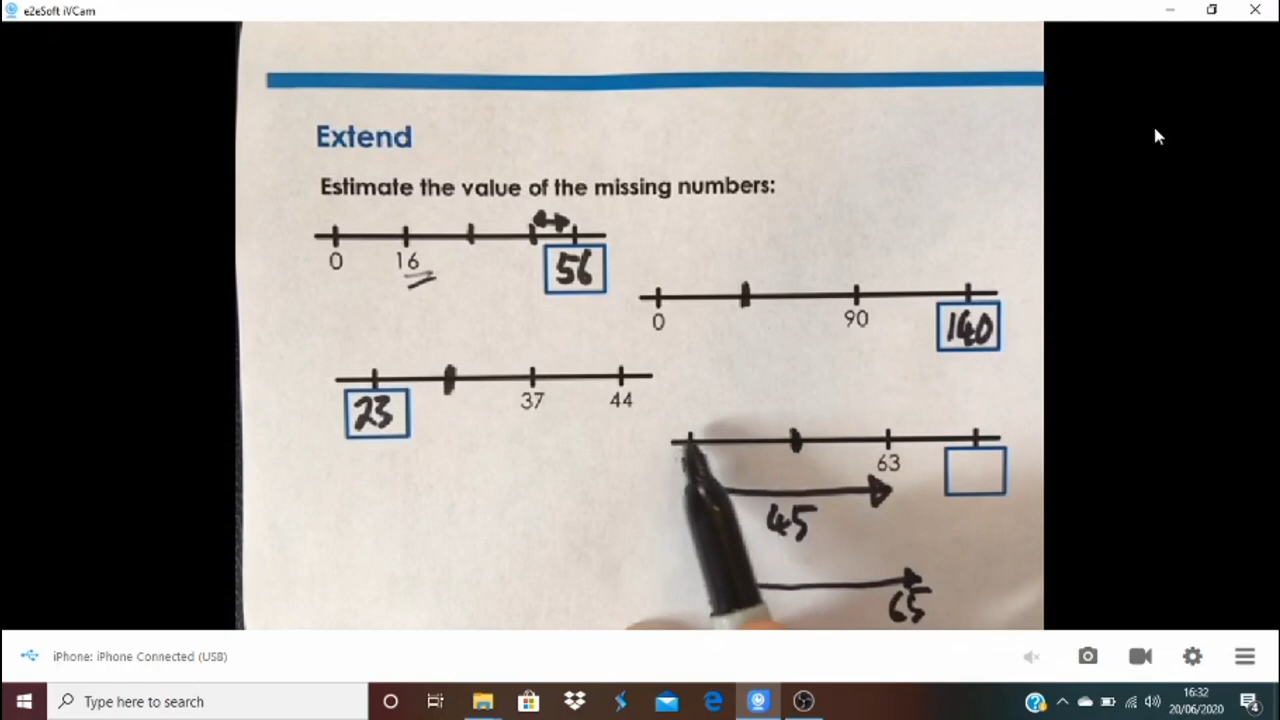 e2eSoft iVCam
Extend
Estimate the value of the missing numbers:
0 16 56
0 90 140
23 37 44
63
45
65
iPhone: iPhone Connected (USB)
Type here to search
16:32
20/06/2020
4